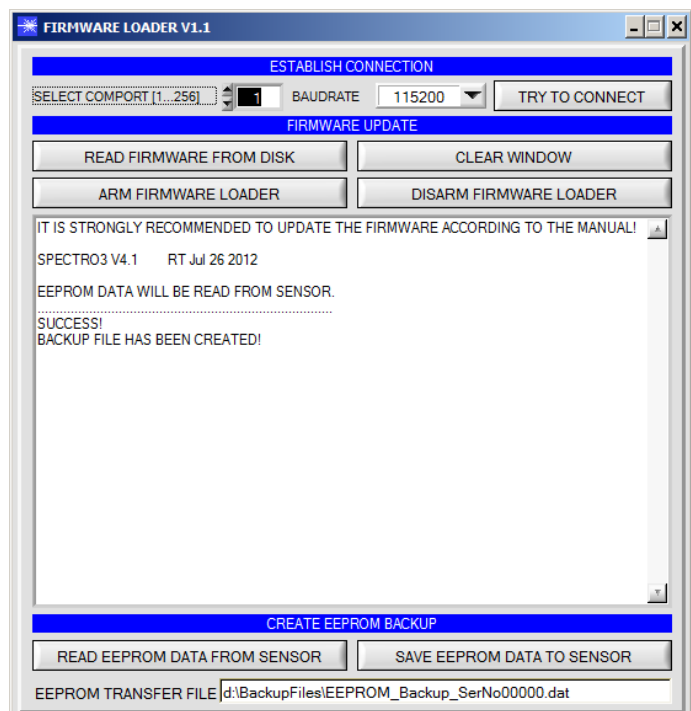 FIRMWARE LOADER V1.1
ESTABLISH CONNECTION
SELECT COMPORT [1...256] 1 BAUDRATE 115200 TRY TO CONNECT
FIRMWARE UPDATE
READ FIRMWARE FROM DISK CLEAR WINDOW
ARM FIRMWARE LOADER DISARM FIRMWARE LOADER
IT IS STRONGLY RECOMMENDED TO UPDATE THE FIRMWARE ACCORDING TO THE MANUAL!
SPECTRO3 V4.1 RT Jul 26 2012
EEPROM DATA WILL BE READ FROM SENSOR.
................................................................................
SUCCESS!
BACKUP FILE HAS BEEN CREATED!
CREATE EEPROM BACKUP
READ EEPROM DATA FROM SENSOR SAVE EEPROM DATA TO SENSOR
EEPROM TRANSFER FILE d:\BackupFiles\EEPROM_Backup_SerNo00000.dat